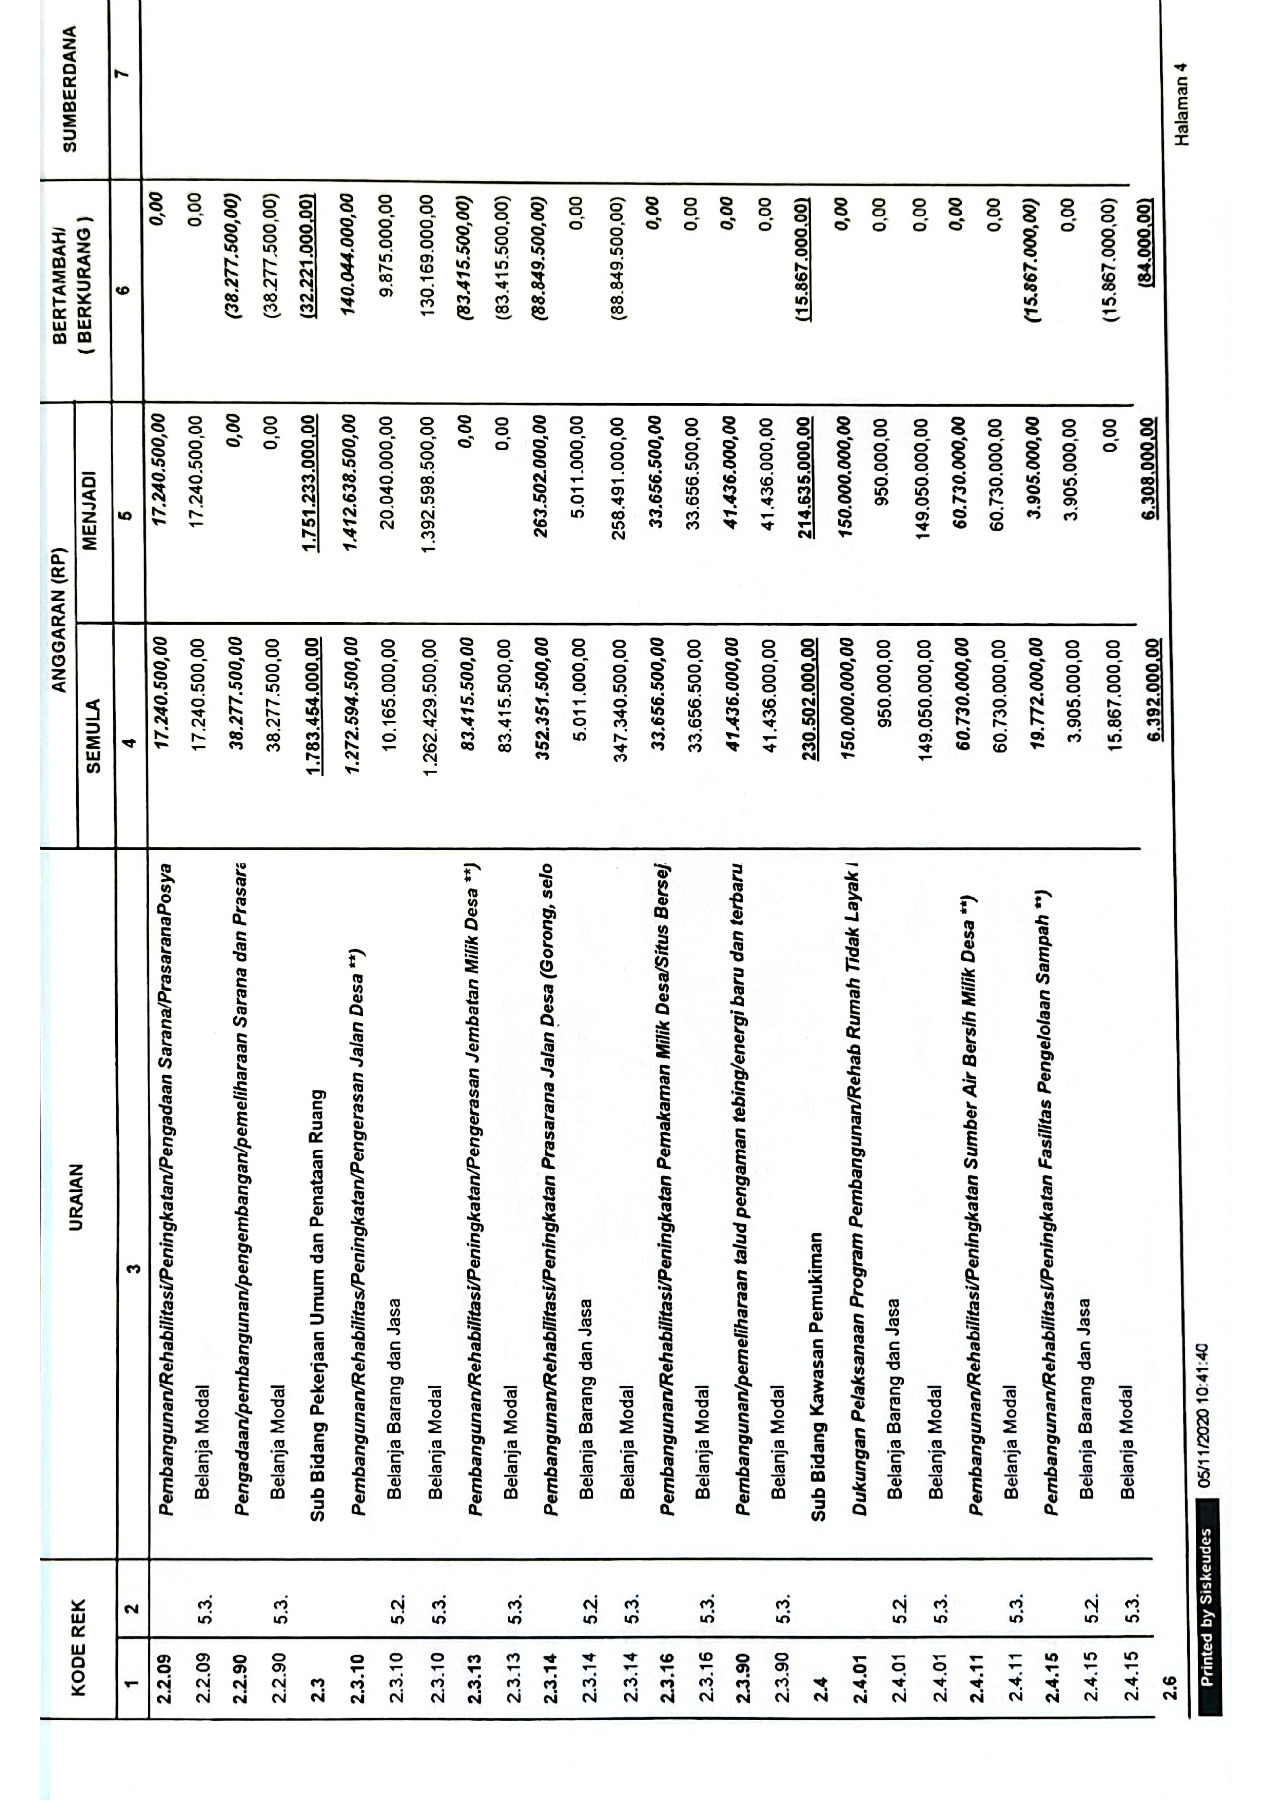 KODE REK URAIAN ANGGARAN (RP) BERTAMBAH/ ( BERKURANG ) SUMBERDANA
SEMULA MENJADI
1 2 3 4 5 6 7
2.2.09 Pembangunan/Rehabilitasi/Peningkatan/Pengadaan Sarana/PrasaranaPosya 17.240.500,00 17.240.500,00 0,00
2.2.09 5.3. Belanja Modal 17.240.500,00 17.240.500,00 0,00
2.2.90 Pengadaan/pembangunan/pengembangan/pemeliharaan Sarana dan Prasara 38.277.500,00 0,00 (38.277.500,00)
2.2.90 5.3. Belanja Modal 38.277.500,00 0,00 (38.277.500,00)
2.3 Sub Bidang Pekerjaan Umum dan Penataan Ruang 1.783.454.000,00 1.751.233.000,00 (32.221.000,00)
2.3.10 Pembangunan/Rehabilitas/Peningkatan/Pengerasan Jalan Desa **) 1.272.594.500,00 1.412.638.500,00 140.044.000,00
2.3.10 5.2. Belanja Barang dan Jasa 10.165.000,00 20.040.000,00 9.875.000,00
2.3.10 5.3. Belanja Modal 1.262.429.500,00 1.392.598.500,00 130.169.000,00
2.3.13 Pembangunan/Rehabilitasi/Peningkatan/Pengerasan Jembatan Milik Desa **) 83.415.500,00 0,00 (83.415.500,00)
2.3.13 5.3. Belanja Modal 83.415.500,00 0,00 (83.415.500,00)
2.3.14 Pembangunan/Rehabilitasi/Peningkatan Prasarana Jalan Desa (Gorong, selo 352.351.500,00 263.502.000,00 (88.849.500,00)
2.3.14 5.2. Belanja Barang dan Jasa 5.011.000,00 5.011.000,00 0,00
2.3.14 5.3. Belanja Modal 347.340.500,00 258.491.000,00 (88.849.500,00)
2.3.16 Pembangunan/Rehabilitasi/Peningkatan Pemakaman Milik Desa/Situs Bersej 33.656.500,00 33.656.500,00 0,00
2.3.16 5.3. Belanja Modal 33.656.500,00 33.656.500,00 0,00
2.3.90 Pembangunan/pemeliharaan talud pengaman tebing/energi baru dan terbaru 41.436.000,00 41.436.000,00 0,00
2.3.90 5.3. Belanja Modal 41.436.000,00 41.436.000,00 0,00
2.4 Sub Bidang Kawasan Pemukiman 230.502.000,00 214.635.000,00 (15.867.000,00)
2.4.01 Dukungan Pelaksanaan Program Pembangunan/Rehab Rumah Tidak Layak 150.000.000,00 150.000.000,00 0,00
2.4.01 5.2. Belanja Barang dan Jasa 950.000,00 950.000,00 0,00
2.4.01 5.3. Belanja Modal 149.050.000,00 149.050.000,00 0,00
2.4.11 Pembangunan/Rehabilitasi/Peningkatan Sumber Air Bersih Milik Desa **) 60.730.000,00 60.730.000,00 0,00
2.4.11 5.3. Belanja Modal 60.730.000,00 60.730.000,00 0,00
2.4.15 Pembangunan/Rehabilitasi/Peningkatan Fasilitas Pengelolaan Sampah **) 19.772.000,00 3.905.000,00 (15.867.000,00)
2.4.15 5.2. Belanja Barang dan Jasa 3.905.000,00 3.905.000,00 0,00
2.4.15 5.3. Belanja Modal 15.867.000,00 0,00 (15.867.000,00)
2.6 6.392.000,00 6.308.000,00 (84.000,00)
Printed by Siskeudes 05/11/2020 10:41:40 Halaman 4